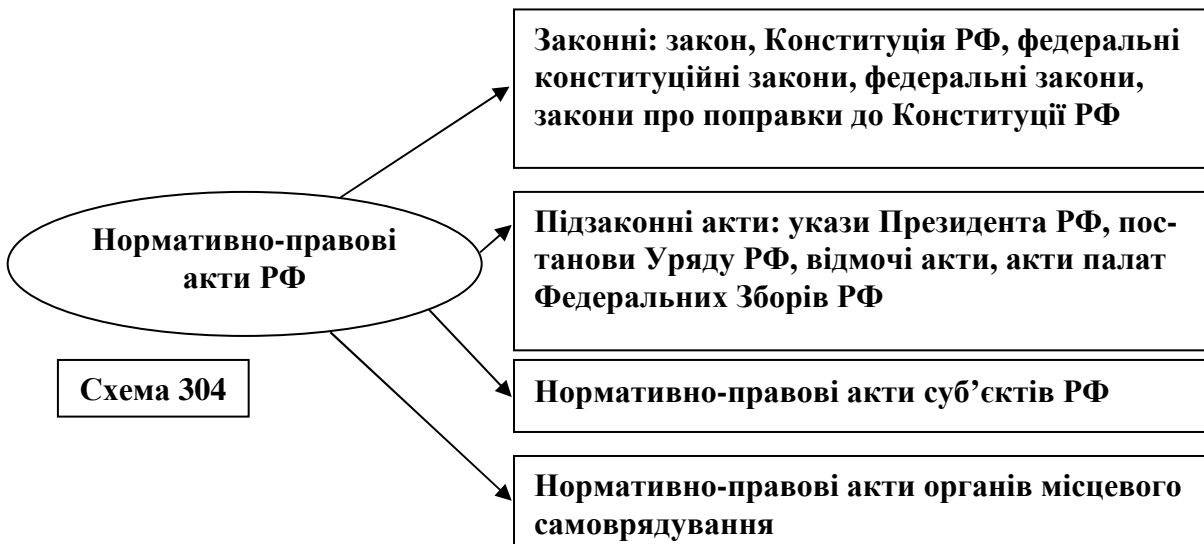 Законні: закон, Конституція РФ, федеральні
конституційні закони, федеральні закони,
закони про поправки до Конституції РФ
Нормативно-правові
акти РФ
Підзаконні акти: укази Президента РФ, пос-
танови Уряду РФ, відмочі акти, акти палат
Федеральних Зборів РФ
Схема 304
Нормативно-правові акти суб’єктів РФ
Нормативно-правові акти органів місцевого
самоврядування